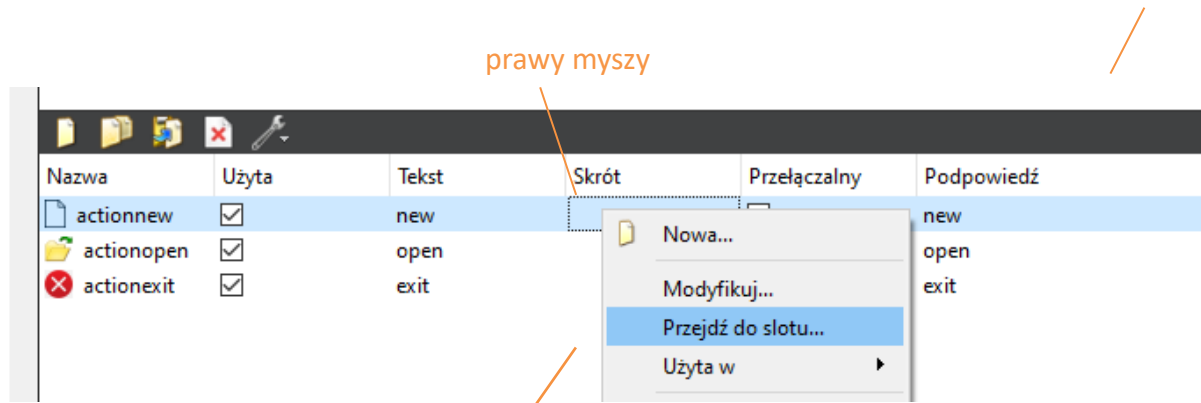 prawy myszy
Nazwa Użyta Tekst Skrót Przełączalny Podpowiedź
actionnew new new
actionopen open open
actionexit exit exit
Nowa...
Modyfikuj...
Przejdź do slotu...
Użyta w